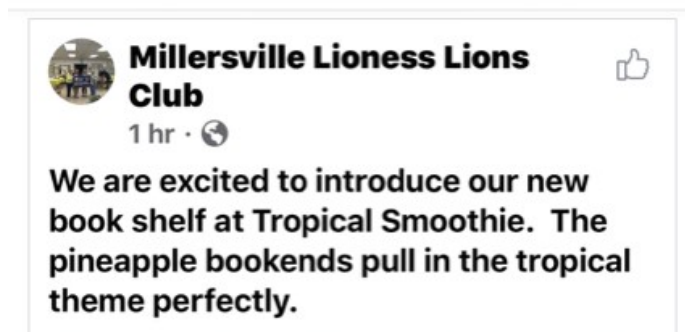 Millersville Lioness Lions
Club
1 hr ·
We are excited to introduce our new
book shelf at Tropical Smoothie.  The
pineapple bookends pull in the tropical
theme perfectly.